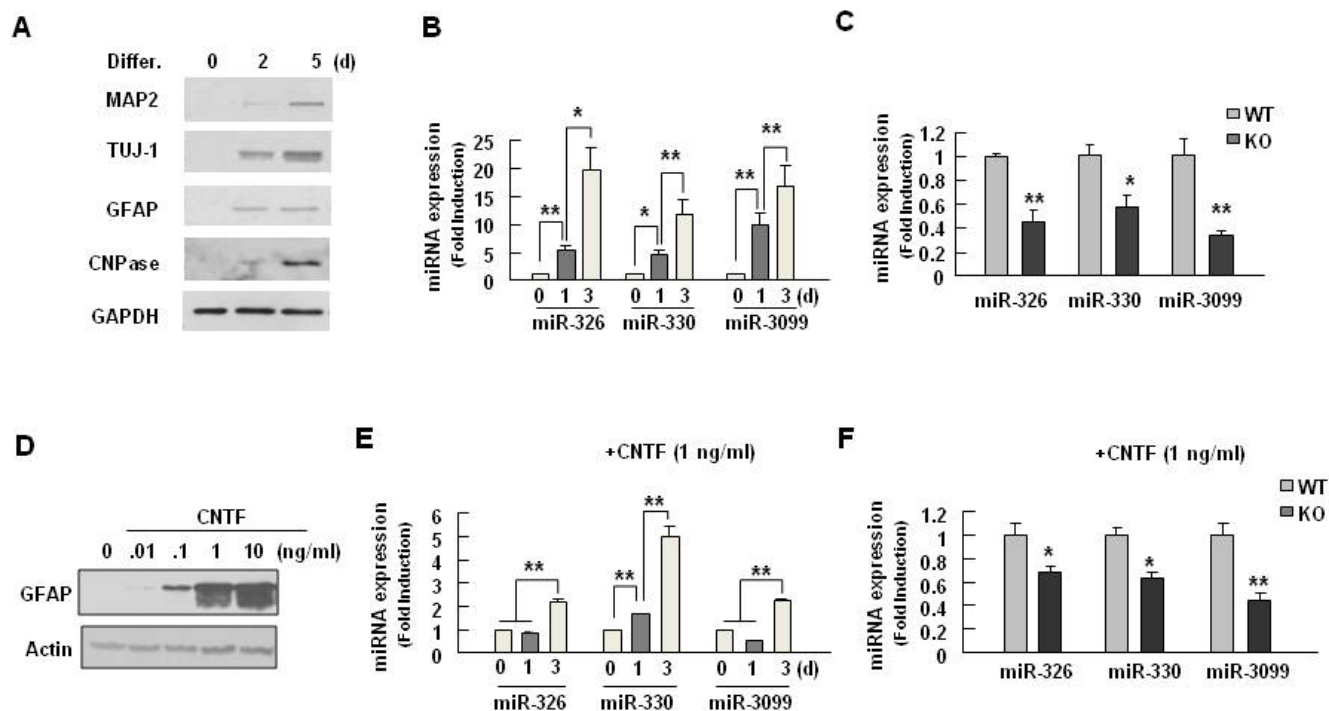 A
Differ. 0 2 5 (d)
MAP2
TUJ-1
GFAP
CNPase
GAPDH
B
miRNA expression
(Fold Induction)
25
20
15
10
5
0
** * * ** ** **
0 1 3 0 1 3 0 1 3 (d)
miR-326 miR-330 miR-3099
C
WT
KO
miRNA expression
(Fold Induction)
1.2
1
0.8
0.6
0.4
0.2
0
** * **
miR-326 miR-330 miR-3099
D
CNTF
0 .01 .1 1 10 (ng/ml)
GFAP
Actin
E
+CNTF (1 ng/ml)
miRNA expression
(Fold Induction)
6
5
4
3
2
1
0
** ** ** **
0 1 3 0 1 3 0 1 3 (d)
miR-326 miR-330 miR-3099
F
+CNTF (1 ng/ml)
WT
KO
miRNA expression
(Fold Induction)
1.2
1
0.8
0.6
0.4
0.2
0
* * **
miR-326 miR-330 miR-3099